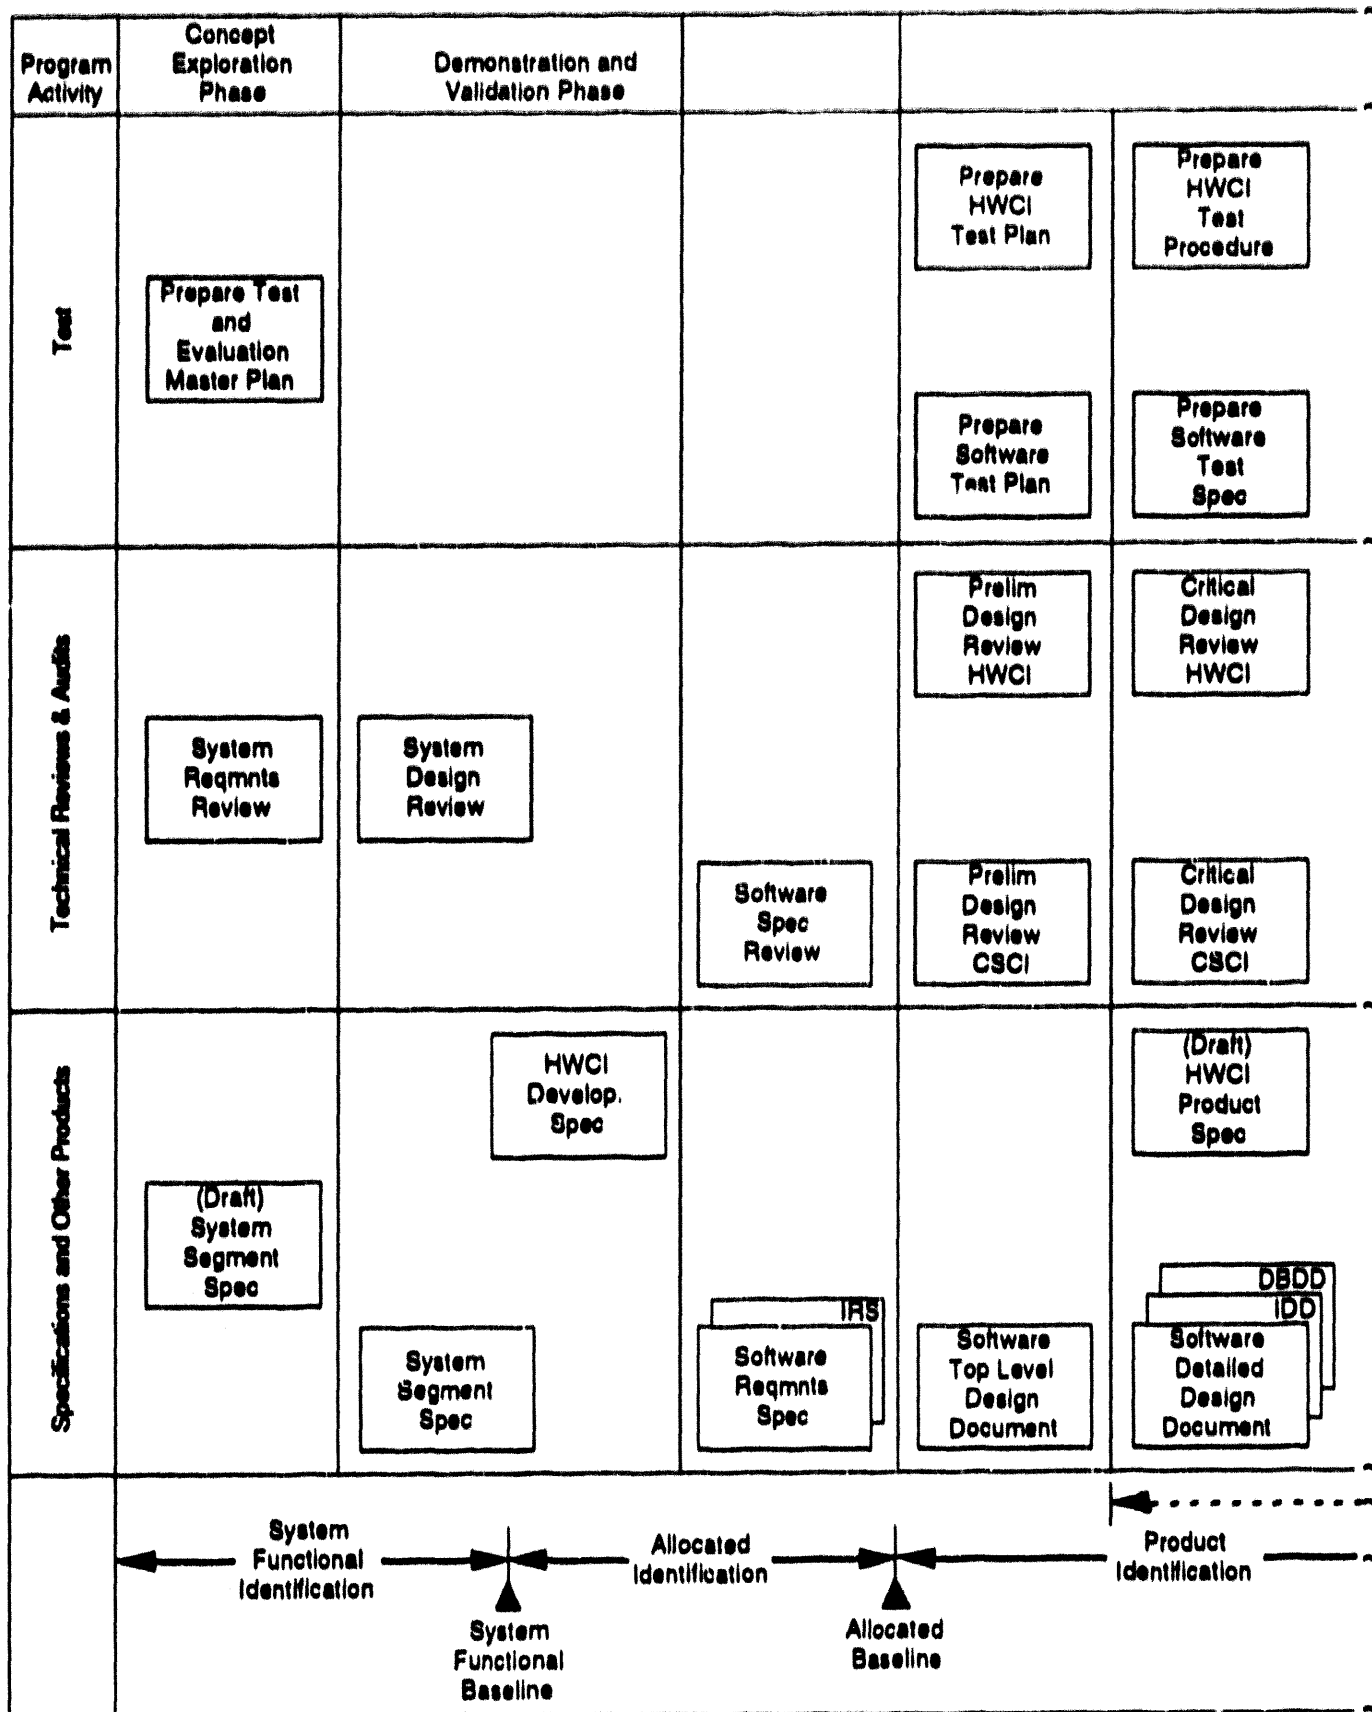 Program
Activity
Concept
Exploration
Phase
Demonstration and
Validation Phase
Test
Prepare Test
and
Evaluation
Master Plan
Prepare
HWCI
Test Plan
Prepare
HWCI
Test
Procedure
Prepare
Software
Test Plan
Prepare
Software
Test
Spec
Technical Reviews & Audits
System
Reqmnts
Review
System
Design
Review
Software
Spec
Review
Prelim
Design
Review
HWCI
Critical
Design
Review
HWCI
Prelim
Design
Review
CSCI
Critical
Design
Review
CSCI
Specifications and Other Products
(Draft)
System
Segment
Spec
HWCI
Develop.
Spec
System
Segment
Spec
IRS
Software
Reqmnts
Spec
Software
Top Level
Design
Document
(Draft)
HWCI
Product
Spec
DBDD
IDD
Software
Detailed
Design
Document
System
Functional
Identification
Allocated
Identification
Product
Identification
System
Functional
Baseline
Allocated
Baseline